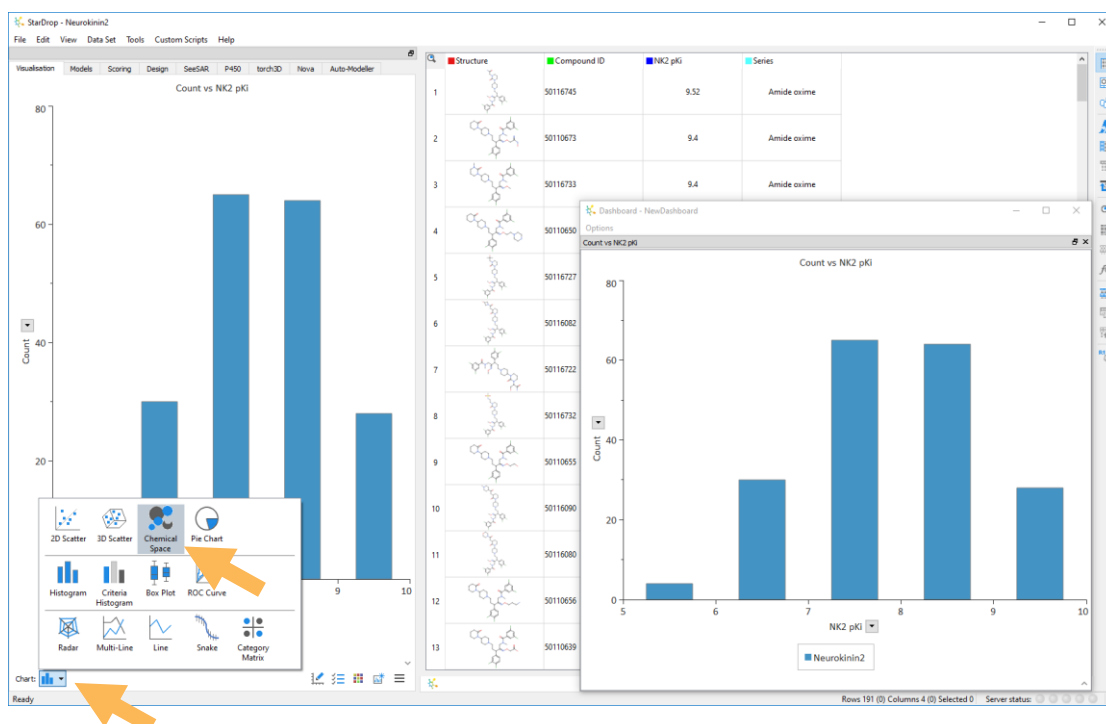 StarDrop - Neurokinin2
File Edit View Data Set Tools Custom Scripts Help
Visualisation Models Scoring Design SeeSAR P450 torch3D Nova Auto-Modeller
Count vs NK2 pKi
80
60
40
20
Count
9 10
2D Scatter 3D Scatter Chemical Space Pie Chart
Histogram Criteria Histogram Box Plot ROC Curve
Radar Multi-Line Line Snake Category Matrix
Chart:
Ready
Structure Compound ID NK2 pKi Series
1 50116745 9.52 Amide oxime
2 50110673 9.4 Amide oxime
3 50116733 9.4 Amide oxime
4 50110650
5 50116727
6 50116082
7 50116722
8 50116732
9 50110655
10 50116090
11 50116080
12 50110656
13 50110639
Dashboard - NewDashboard
Options
Count vs NK2 pKi
Count vs NK2 pKi
80
60
40
20
0
Count
5 6 7 8 9 10
NK2 pKi
Neurokinin2
Rows 191 (0) Columns 4 (0) Selected 0 Server status: